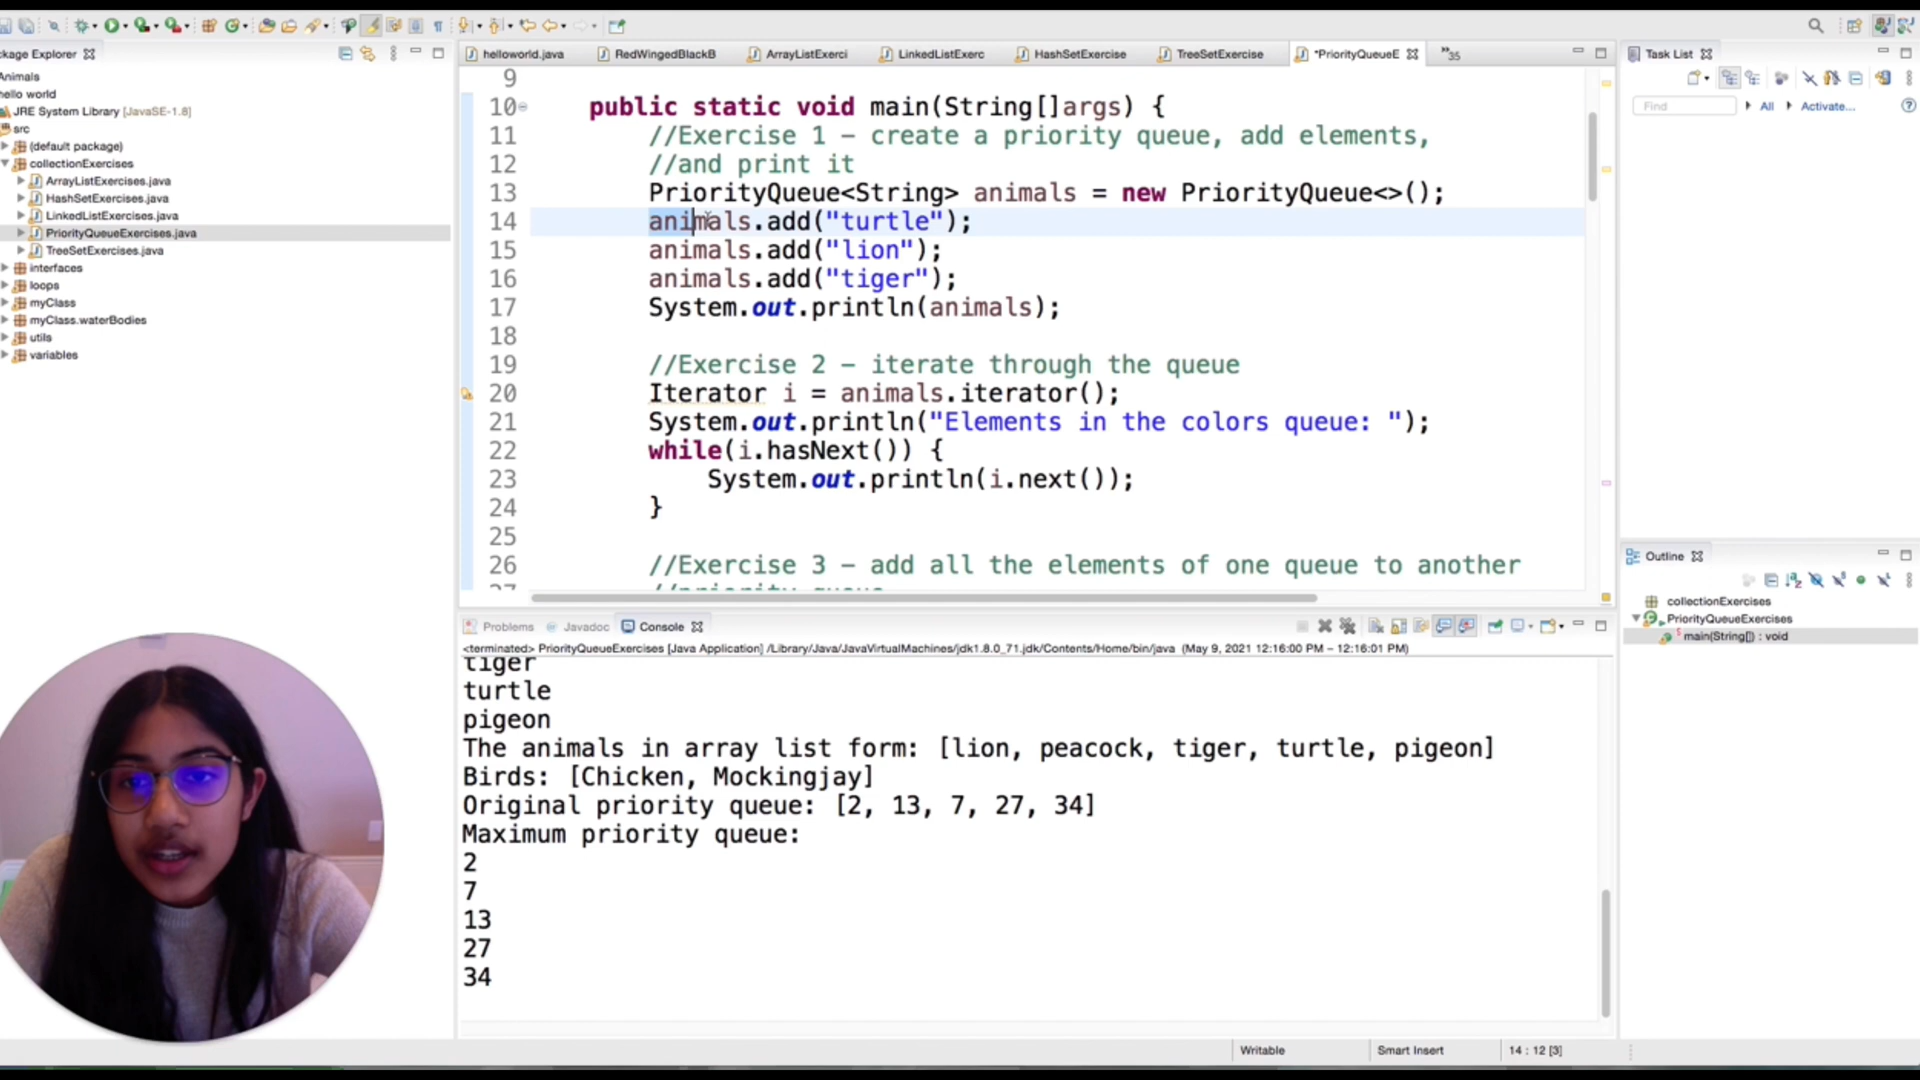 ckage Explorer
Animals
hello world
JRE System Library [JavaSE-1.8]
src
(default package)
collectionExercises
ArrayListExercises.java
HashSetExercises.java
LinkedListExercises.java
PriorityQueueExercises.java
TreeSetExercises.java
interfaces
loops
myClass
myClass.waterBodies
utils
variables
helloworld.java RedWingedBlackB ArrayListExerci LinkedListExerc HashSetExercise TreeSetExercise *PriorityQueueE »35
9
10 public static void main(String[]args) {
11 //Exercise 1 – create a priority queue, add elements,
12 //and print it
13 PriorityQueue<String> animals = new PriorityQueue<>();
14 animals.add("turtle");
15 animals.add("lion");
16 animals.add("tiger");
17 System.out.println(animals);
18
19 //Exercise 2 – iterate through the queue
20 Iterator i = animals.iterator();
21 System.out.println("Elements in the colors queue: ");
22 while(i.hasNext()) {
23 System.out.println(i.next());
24 }
25
26 //Exercise 3 – add all the elements of one queue to another
Problems Javadoc Console
<terminated> PriorityQueueExercises [Java Application] /Library/Java/JavaVirtualMachines/jdk1.8.0_71.jdk/Contents/Home/bin/java (May 9, 2021 12:16:00 PM – 12:16:01 PM)
tiger
turtle
pigeon
The animals in array list form: [lion, peacock, tiger, turtle, pigeon]
Birds: [Chicken, Mockingjay]
Original priority queue: [2, 13, 7, 27, 34]
Maximum priority queue:
2
7
13
27
34
Task List
Find All Activate...
Outline
collectionExercises
PriorityQueueExercises
main(String[]) : void
Writable Smart Insert 14 : 12 [3]